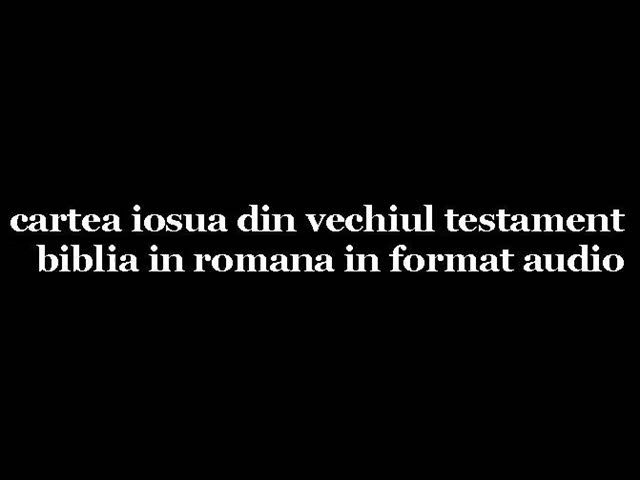 cartea iosua din vechiul testament
biblia in romana in format audio